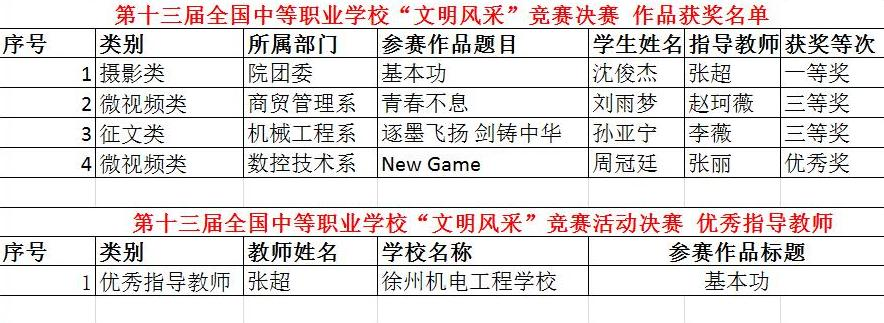 第十三届全国中等职业学校“文明风采”竞赛决赛 作品获奖名单
序号 类别 所属部门 参赛作品题目 学生姓名 指导教师 获奖等次
1 摄影类 院团委 基本功 沈俊杰 张超 一等奖
2 微视频类 商贸管理系 青春不息 刘雨梦 赵珂薇 三等奖
3 征文类 机械工程系 逐墨飞扬 剑铸中华 孙亚宁 李薇 三等奖
4 微视频类 数控技术系 New Game 周冠廷 张丽 优秀奖
第十三届全国中等职业学校“文明风采”竞赛活动决赛 优秀指导教师
序号 类别 教师姓名 学校名称 参赛作品标题
1 优秀指导教师 张超 徐州机电工程学校 基本功